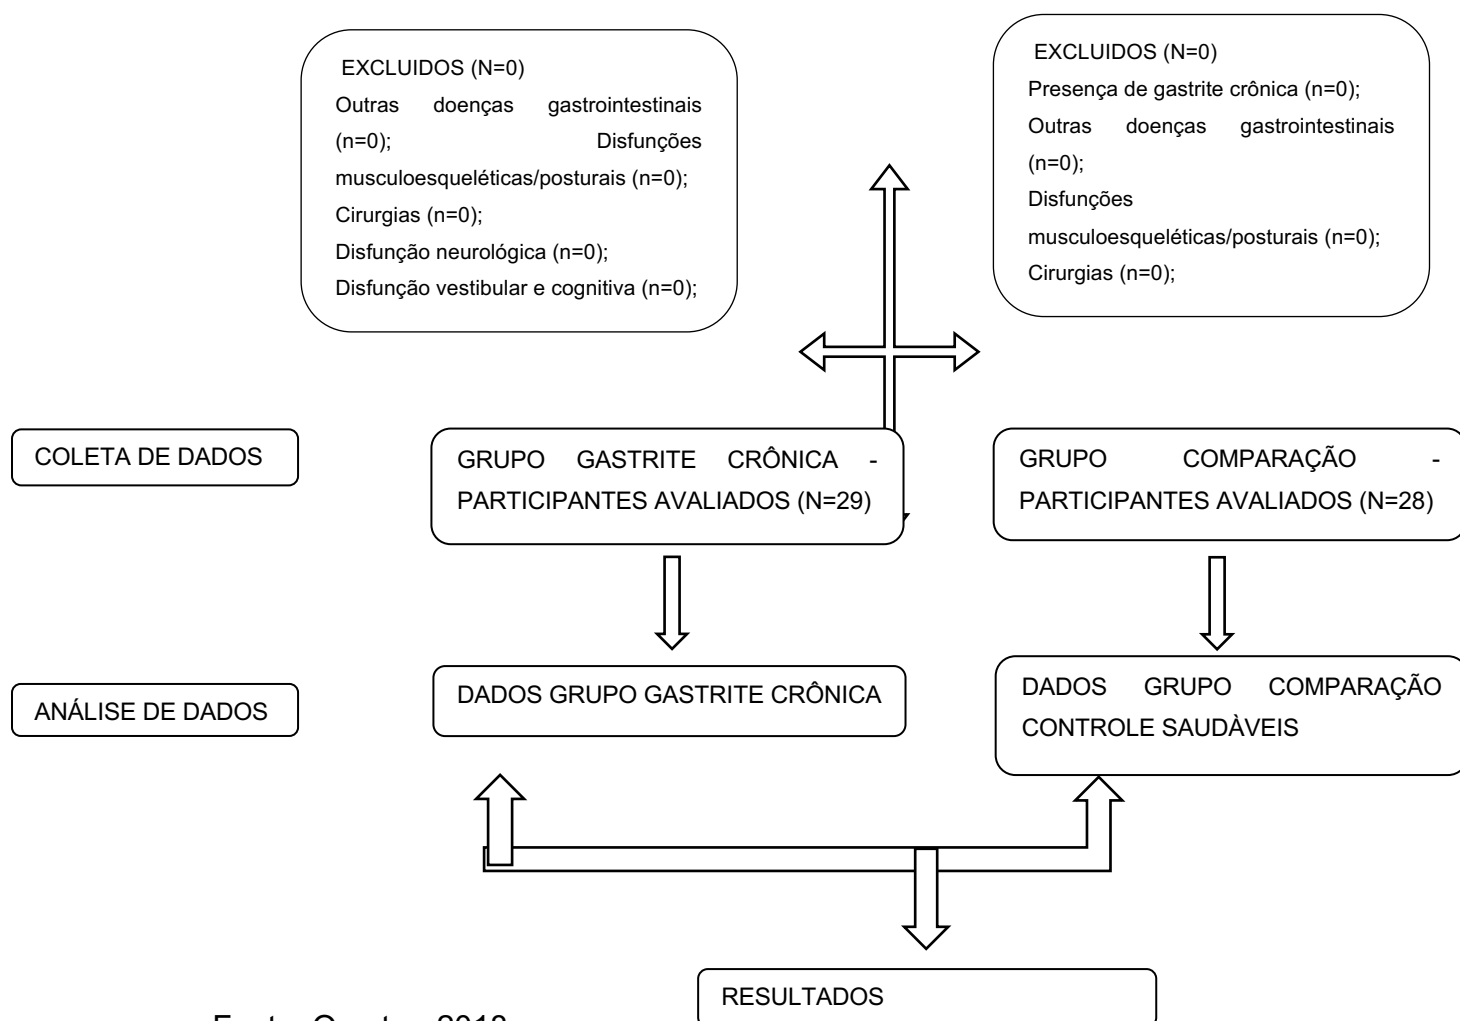 EXCLUIDOS (N=0)
Outras doenças gastrointestinais
(n=0); Disfunções
musculoesqueléticas/posturais (n=0);
Cirurgias (n=0);
Disfunção neurológica (n=0);
Disfunção vestibular e cognitiva (n=0);
EXCLUIDOS (N=0)
Presença de gastrite crônica (n=0);
Outras doenças gastrointestinais
(n=0);
Disfunções
musculoesqueléticas/posturais (n=0);
Cirurgias (n=0);
COLETA DE DADOS
GRUPO GASTRITE CRÔNICA -
PARTICIPANTES AVALIADOS (N=29)
GRUPO COMPARAÇÃO -
PARTICIPANTES AVALIADOS (N=28)
ANÁLISE DE DADOS
DADOS GRUPO GASTRITE CRÔNICA
DADOS GRUPO COMPARAÇÃO
CONTROLE SAUDÀVEIS
RESULTADOS
2018